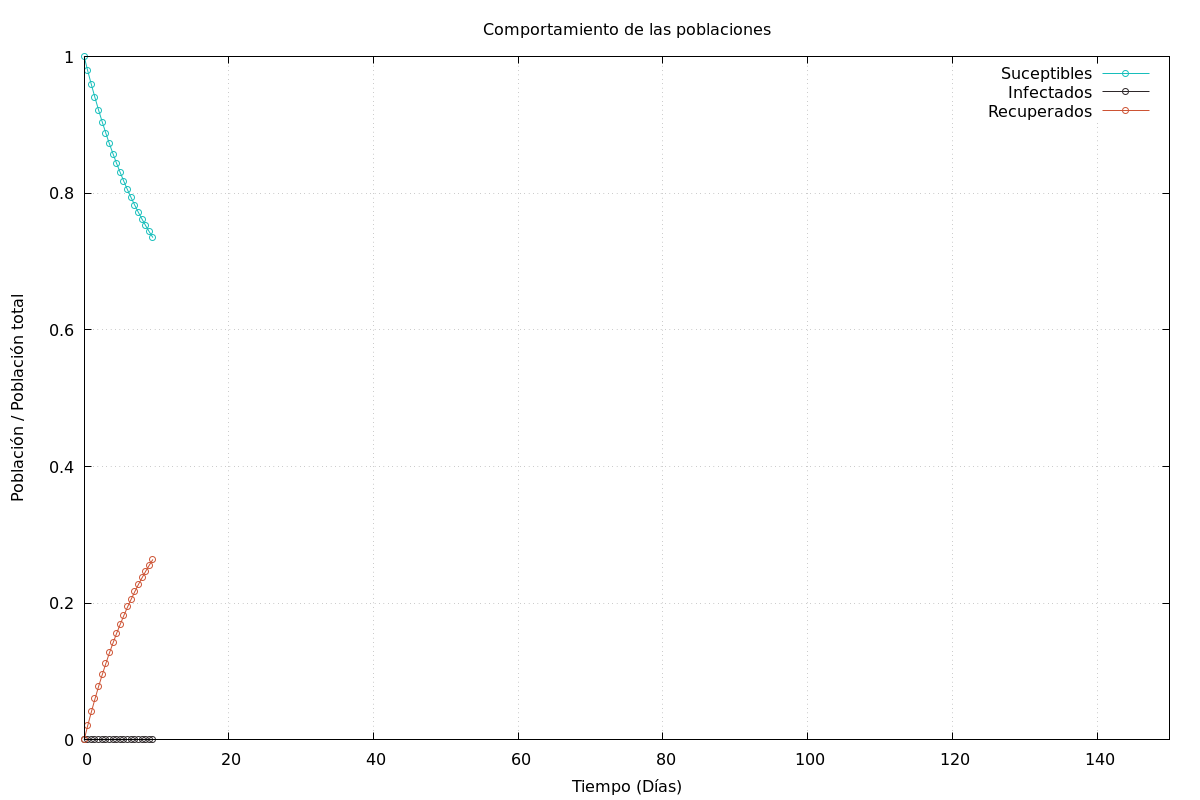 Comportamiento de las poblaciones
1
0.8
0.6
0.4
0.2
0
Población / Población total
Suceptibles
Infectados
Recuperados
0 20 40 60 80 100 120 140
Tiempo (Días)